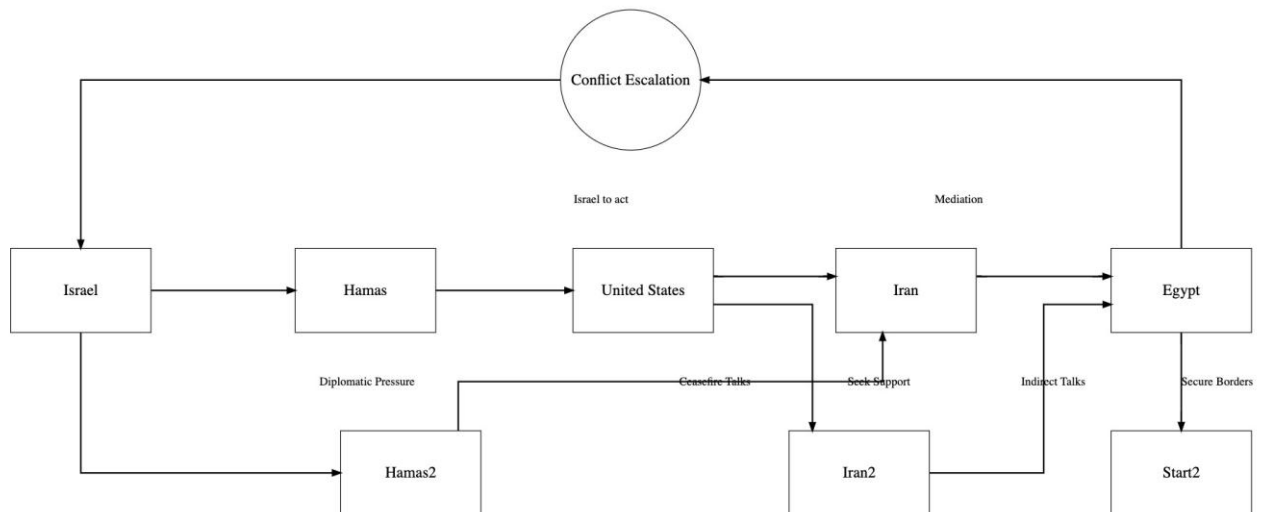 Conflict Escalation
Israel to act
Mediation
Israel
Hamas
United States
Iran
Egypt
Diplomatic Pressure
Ceasefire Talks
Seek Support
Indirect Talks
Secure Borders
Hamas2
Iran2
Start2